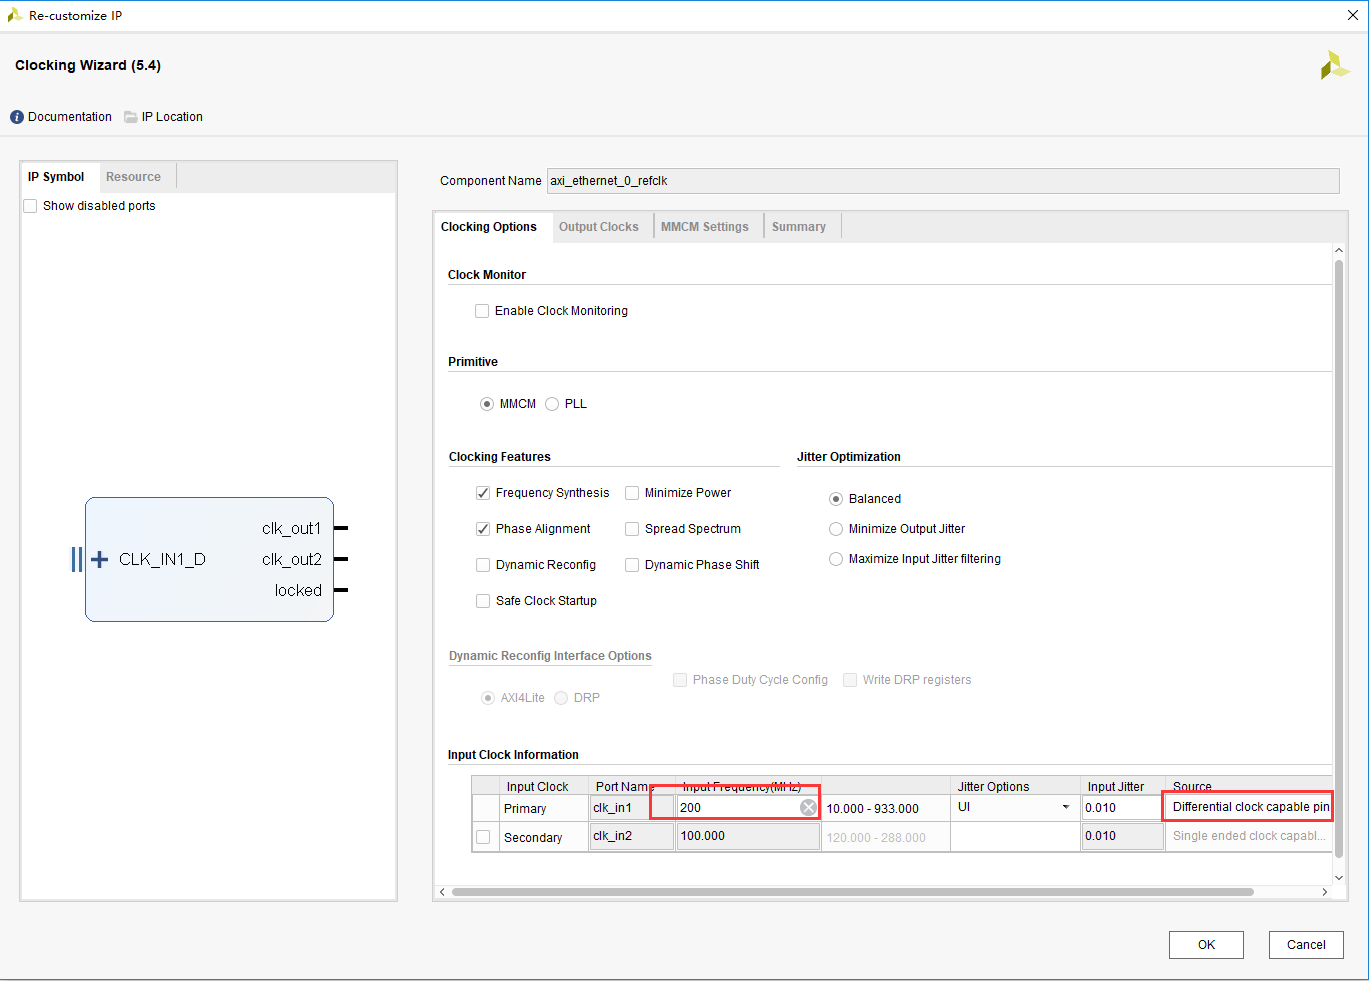 Re-customize IP
Clocking Wizard (5.4)
Documentation IP Location
IP Symbol Resource
Show disabled ports
CLK_IN1_D
clk_out1
clk_out2
locked
Component Name axi_ethernet_0_refclk
Clocking Options Output Clocks MMCM Settings Summary
Clock Monitor
Enable Clock Monitoring
Primitive
MMCM PLL
Clocking Features
Frequency Synthesis Minimize Power
Phase Alignment Spread Spectrum
Dynamic Reconfig Dynamic Phase Shift
Safe Clock Startup
Jitter Optimization
Balanced
Minimize Output Jitter
Maximize Input Jitter filtering
Dynamic Reconfig Interface Options
AXI4Lite DRP
Phase Duty Cycle Config Write DRP registers
Input Clock Information
Input Clock Port Name Input Frequency(MHz) Jitter Options Input Jitter Source
Primary clk_in1 200 10.000 - 933.000 UI 0.010 Differential clock capable pin
Secondary clk_in2 100.000 120.000 - 288.000 0.010 Single ended clock capabl...
OK Cancel